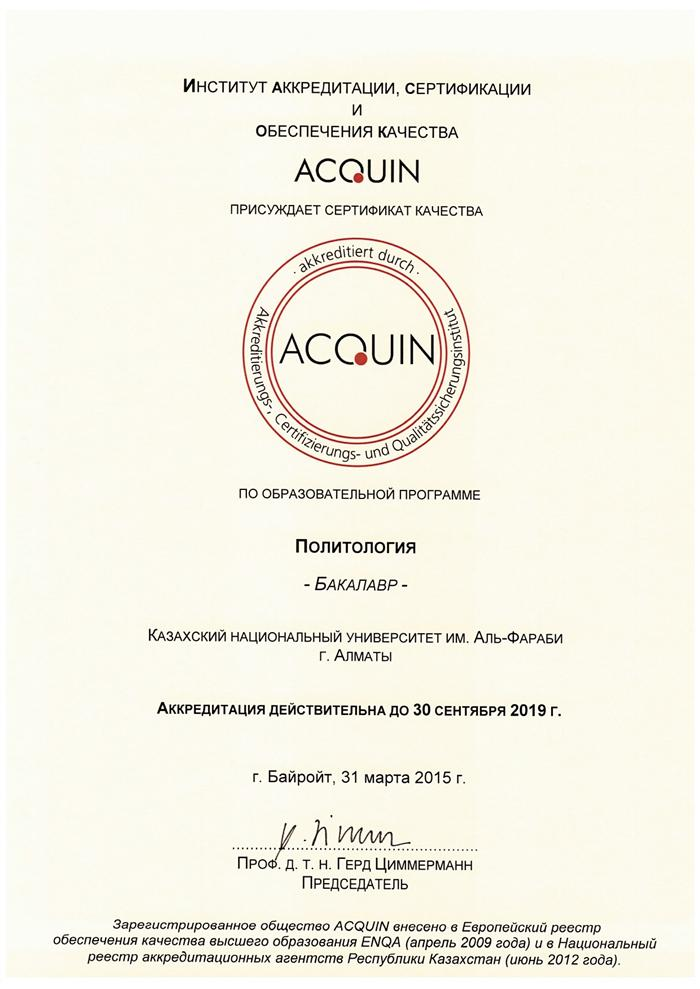 Институт аккредитации, сертификации
и
обеспечения качества
ACQUIN
присуждает сертификат качества
· akkreditiert durch ·
Akkreditierungs-, Certifizierungs- und Qualitätssicherungsinstitut
ACQUIN
по образовательной программе
Политология
- Бакалавр -
Казахский национальный университет им. Аль-Фараби
г. Алматы
Аккредитация действительна до 30 сентября 2019 г.
г. Байройт, 31 марта 2015 г.
Проф. д. т. н. Герд Циммерманн
Председатель
Зарегистрированное общество ACQUIN внесено в Европейский реестр
обеспечения качества высшего образования ENQA (апрель 2009 года) и в Национальный
реестр аккредитационных агентств Республики Казахстан (июнь 2012 года).